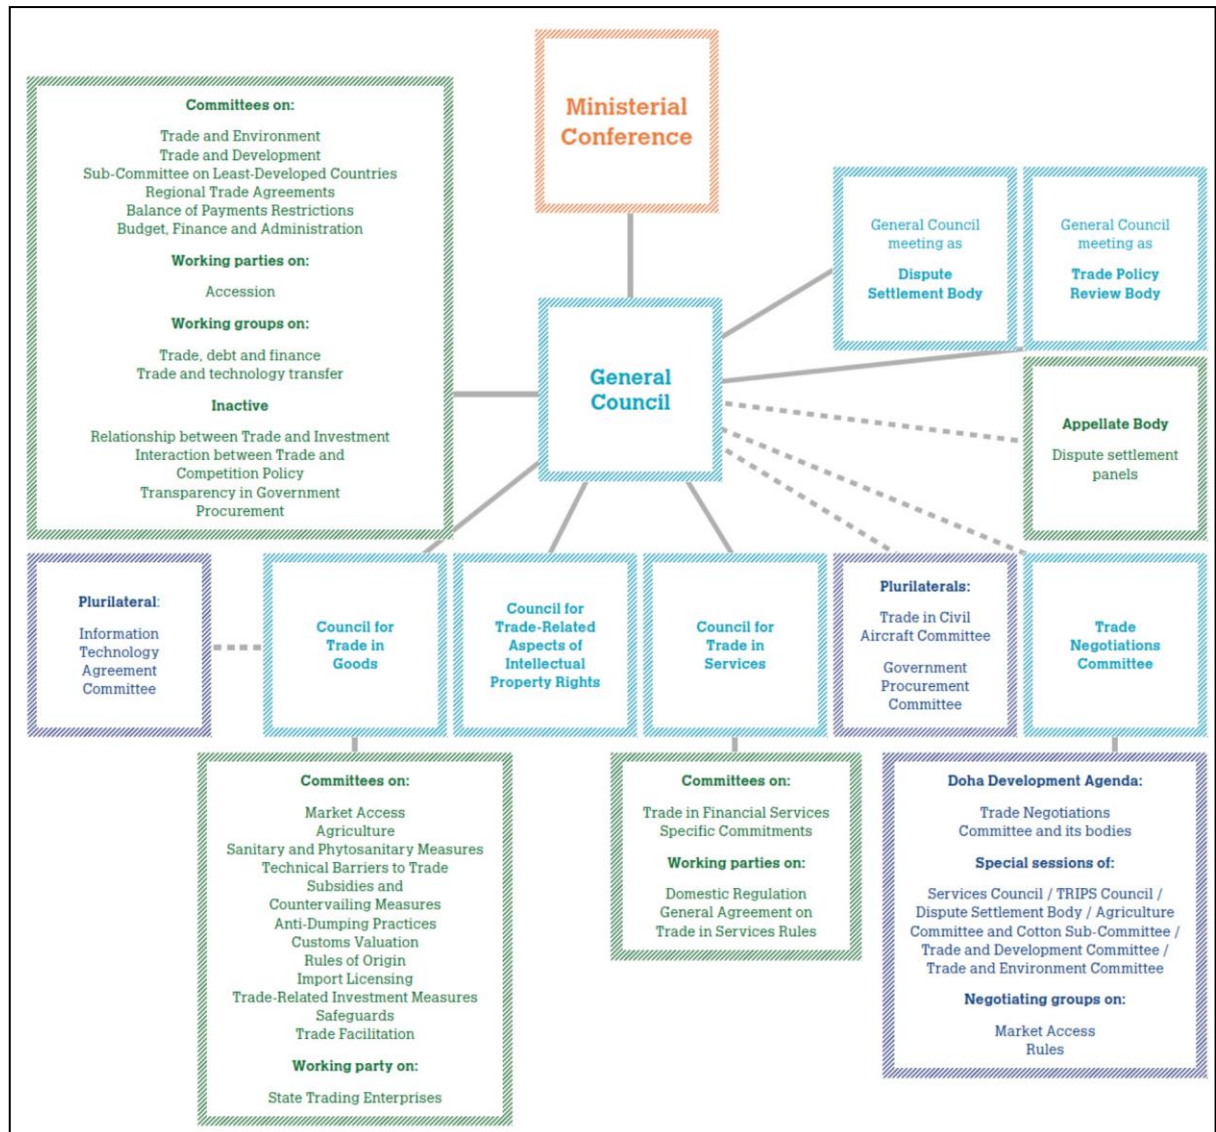 Ministerial
Conference
Committees on:
Trade and Environment
Trade and Development
Sub-Committee on Least-Developed Countries
Regional Trade Agreements
Balance of Payments Restrictions
Budget, Finance and Administration
Working parties on:
Accession
Working groups on:
Trade, debt and finance
Trade and technology transfer
Inactive
Relationship between Trade and Investment
Interaction between Trade and
Competition Policy
Transparency in Government
Procurement
General Council
meeting as
Dispute
Settlement Body
General Council
meeting as
Trade Policy
Review Body
General
Council
Appellate Body
Dispute settlement
panels
Plurilateral:
Information
Technology
Agreement
Committee
Council for
Trade in
Goods
Council for
Trade-Related
Aspects of
Intellectual
Property Rights
Council for
Trade in
Services
Plurilaterals:
Trade in Civil
Aircraft Committee
Government
Procurement
Committee
Trade
Negotiations
Committee
Committees on:
Market Access
Agriculture
Sanitary and Phytosanitary Measures
Technical Barriers to Trade
Subsidies and
Countervailing Measures
Anti-Dumping Practices
Customs Valuation
Rules of Origin
Import Licensing
Trade-Related Investment Measures
Safeguards
Trade Facilitation
Working party on:
State Trading Enterprises
Committees on:
Trade in Financial Services
Specific Commitments
Working parties on:
Domestic Regulation
General Agreement on
Trade in Services Rules
Doha Development Agenda:
Trade Negotiations
Committee and its bodies
Special sessions of:
Services Council / TRIPS Council /
Dispute Settlement Body / Agriculture
Committee and Cotton Sub-Committee /
Trade and Development Committee /
Trade and Environment Committee
Negotiating groups on:
Market Access
Rules